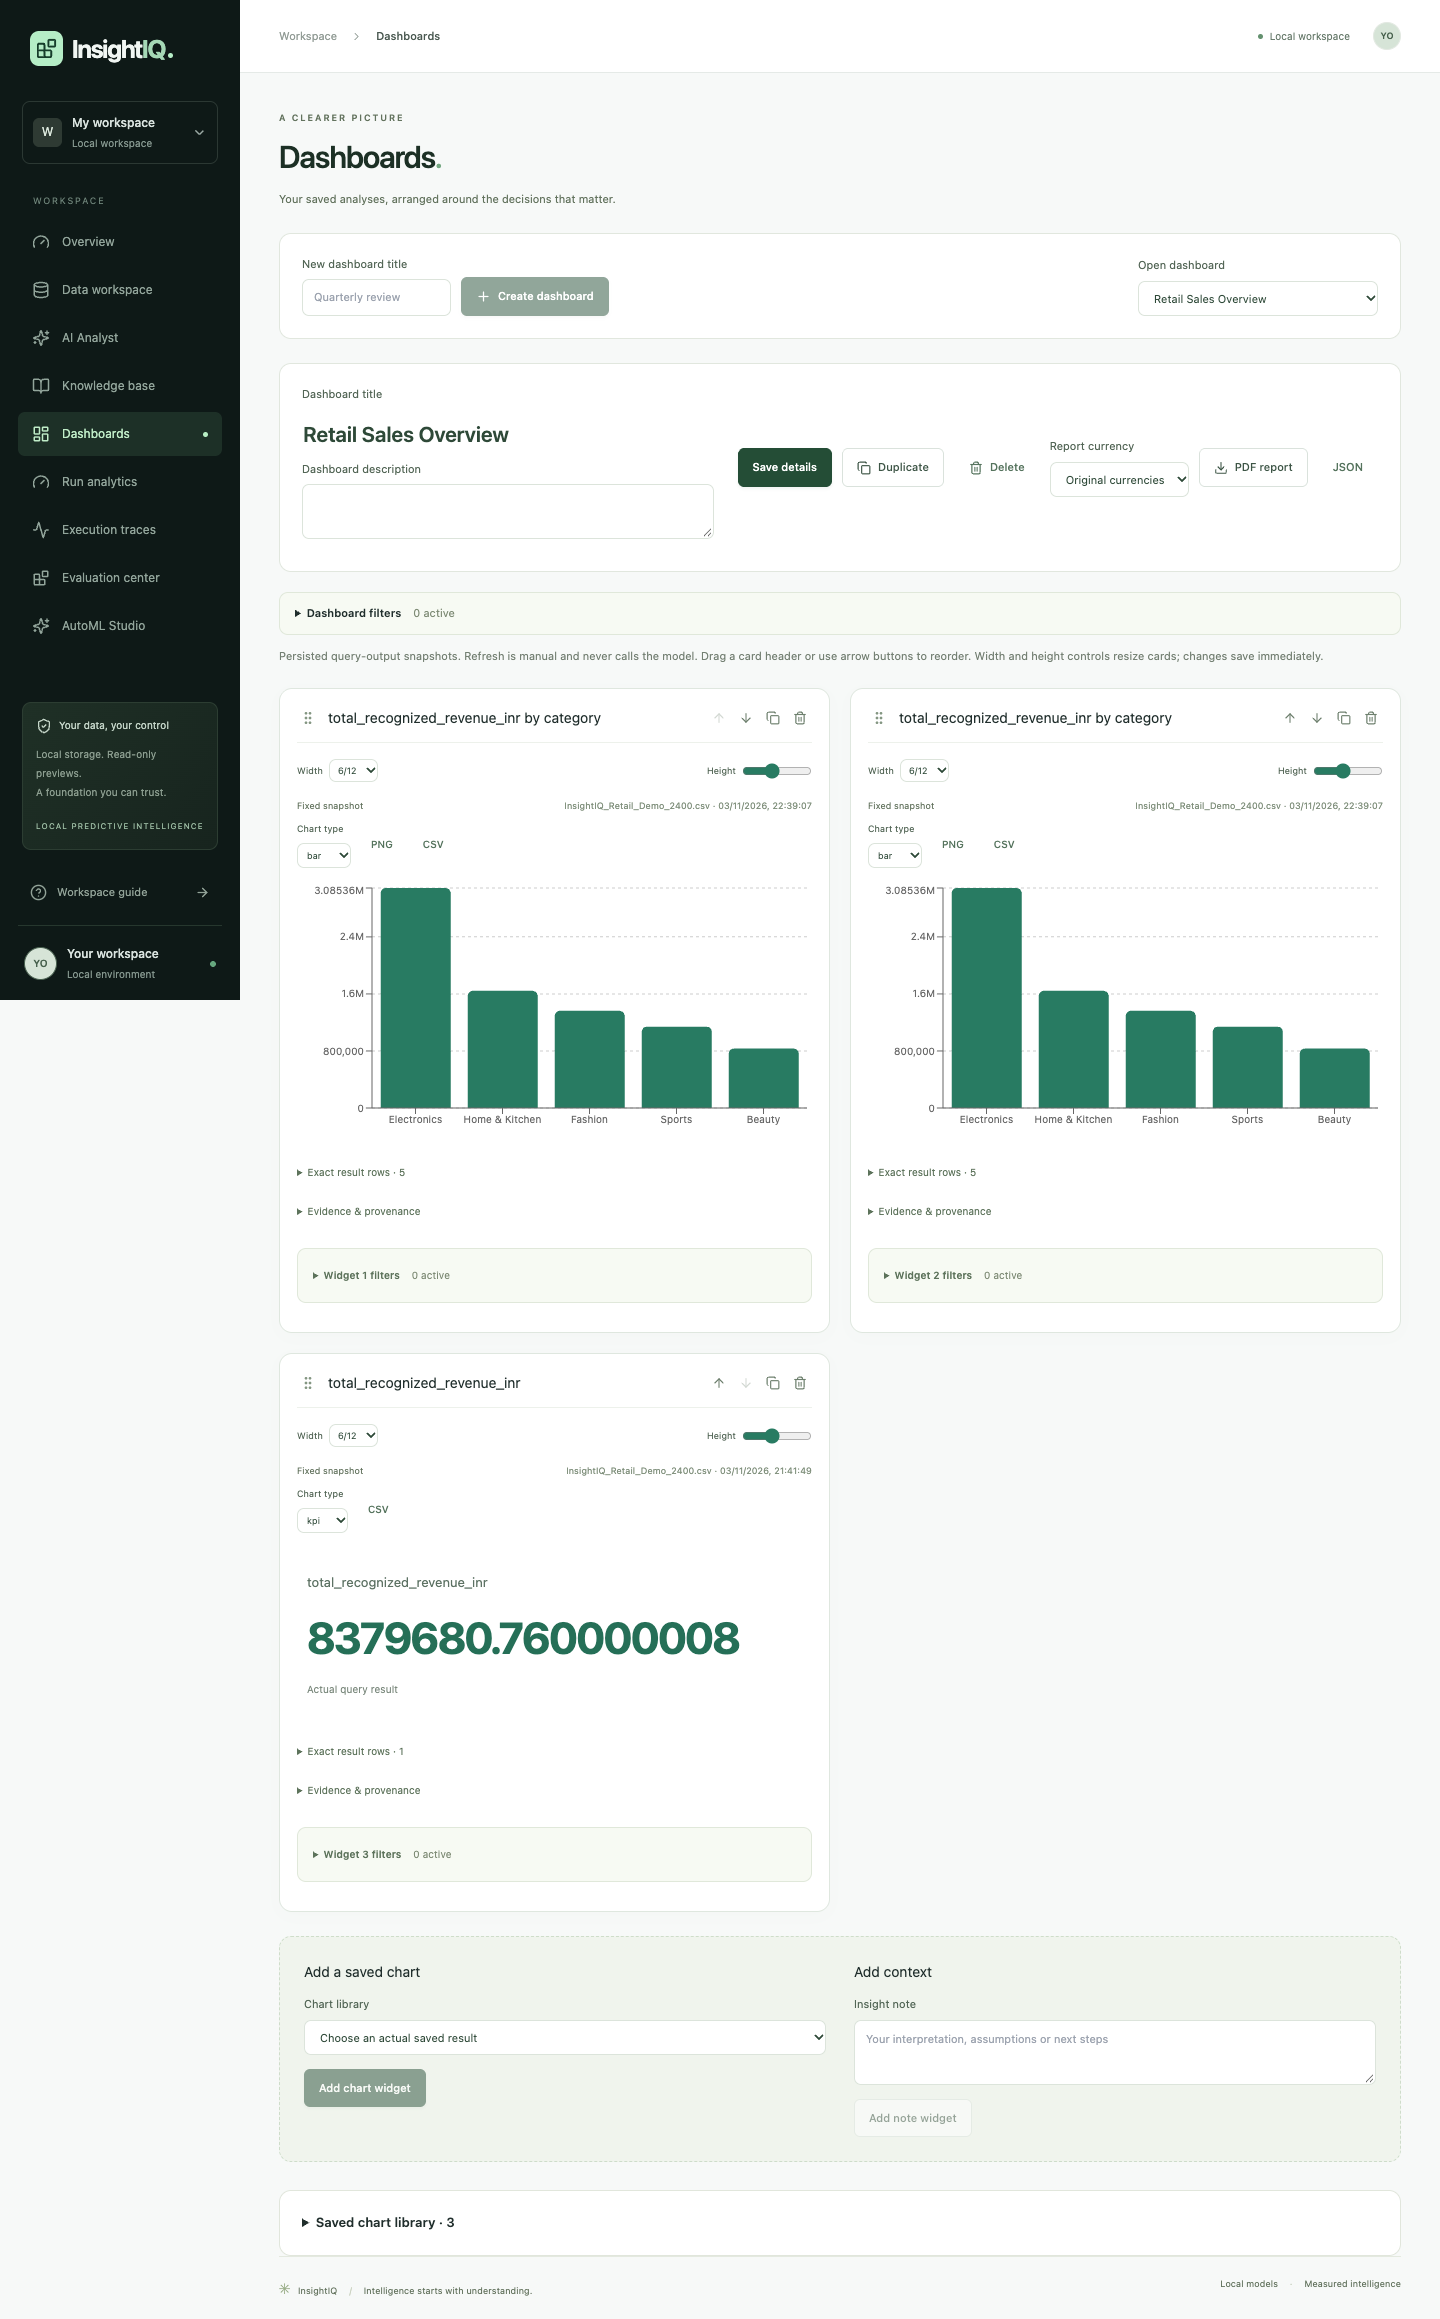 InsightIQ.
W
My workspace
Local workspace
WORKSPACE
Overview
Data workspace
AI Analyst
Knowledge base
Dashboards
Run analytics
Execution traces
Evaluation center
AutoML Studio
Your data, your control
Local storage. Read-only
previews.
A foundation you can trust.
LOCAL PREDICTIVE INTELLIGENCE
Workspace guide
YO
Your workspace
Local environment
Workspace
Dashboards
Local workspace
YO
A CLEARER PICTURE
Dashboards.
Your saved analyses, arranged around the decisions that matter.
New dashboard title
Quarterly review
Create dashboard
Open dashboard
Retail Sales Overview
Dashboard title
Retail Sales Overview
Dashboard description
Save details
Duplicate
Delete
Report currency
Original currencies
PDF report
JSON
Dashboard filters 0 active
Persisted query-output snapshots. Refresh is manual and never calls the model. Drag a card header or use arrow buttons to reorder. Width and height controls resize cards; changes save immediately.
total_recognized_revenue_inr by category
Width 6/12
Height
Fixed snapshot
InsightIQ_Retail_Demo_2400.csv · 03/11/2026, 22:39:07
Chart type
bar
PNG
CSV
3.08536M
2.4M
1.6M
800,000
0
Electronics
Home & Kitchen
Fashion
Sports
Beauty
Exact result rows · 5
Evidence & provenance
Widget 1 filters 0 active
total_recognized_revenue_inr by category
Width 6/12
Height
Fixed snapshot
InsightIQ_Retail_Demo_2400.csv · 03/11/2026, 22:39:07
Chart type
bar
PNG
CSV
3.08536M
2.4M
1.6M
800,000
0
Electronics
Home & Kitchen
Fashion
Sports
Beauty
Exact result rows · 5
Evidence & provenance
Widget 2 filters 0 active
total_recognized_revenue_inr
Width 6/12
Height
Fixed snapshot
InsightIQ_Retail_Demo_2400.csv · 03/11/2026, 21:41:49
Chart type
kpi
CSV
total_recognized_revenue_inr
8379680.760000008
Actual query result
Exact result rows · 1
Evidence & provenance
Widget 3 filters 0 active
Add a saved chart
Chart library
Choose an actual saved result
Add chart widget
Add context
Insight note
Your interpretation, assumptions or next steps
Add note widget
Saved chart library · 3
InsightIQ / Intelligence starts with understanding.
Local models · Measured intelligence